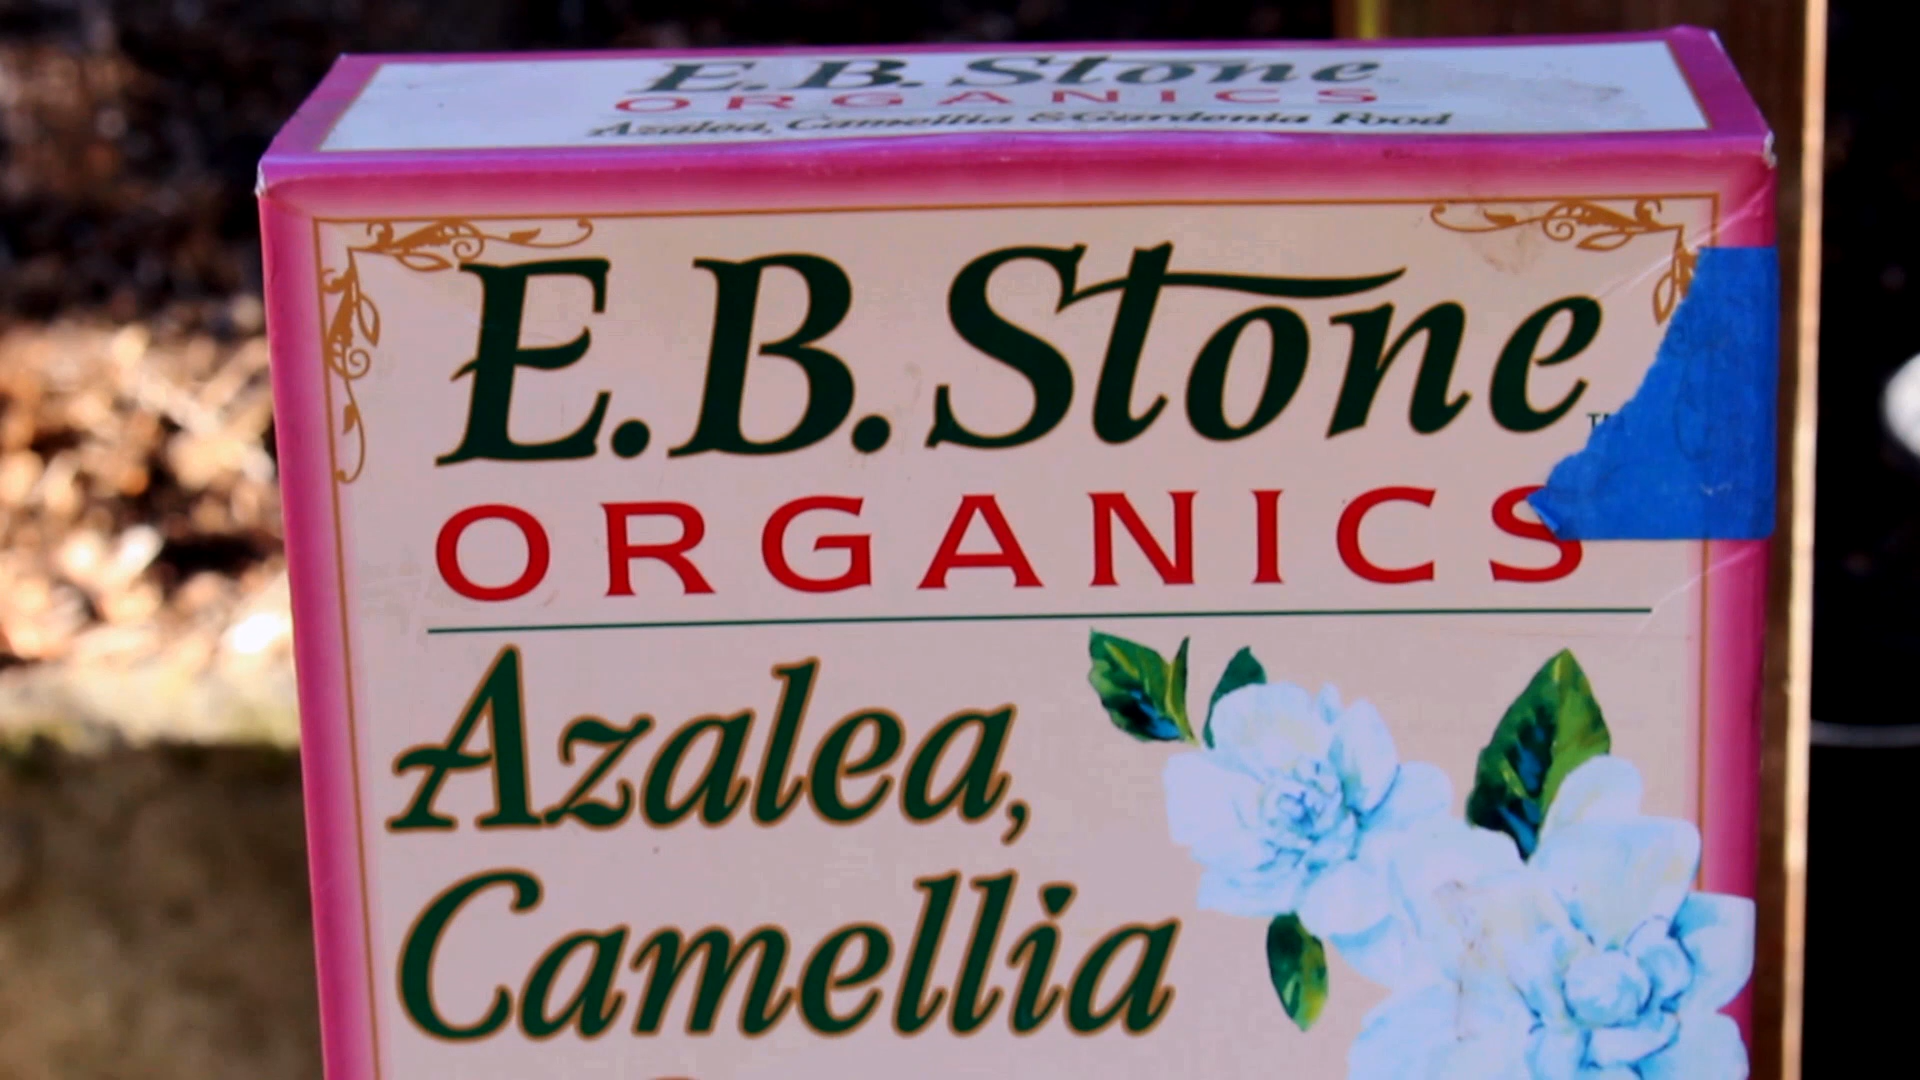 E.B. Stone
ORGANICS
Azalea, Camellia & Gardenia Food
E.B. Stone
ORGANICS
Azalea,
Camellia